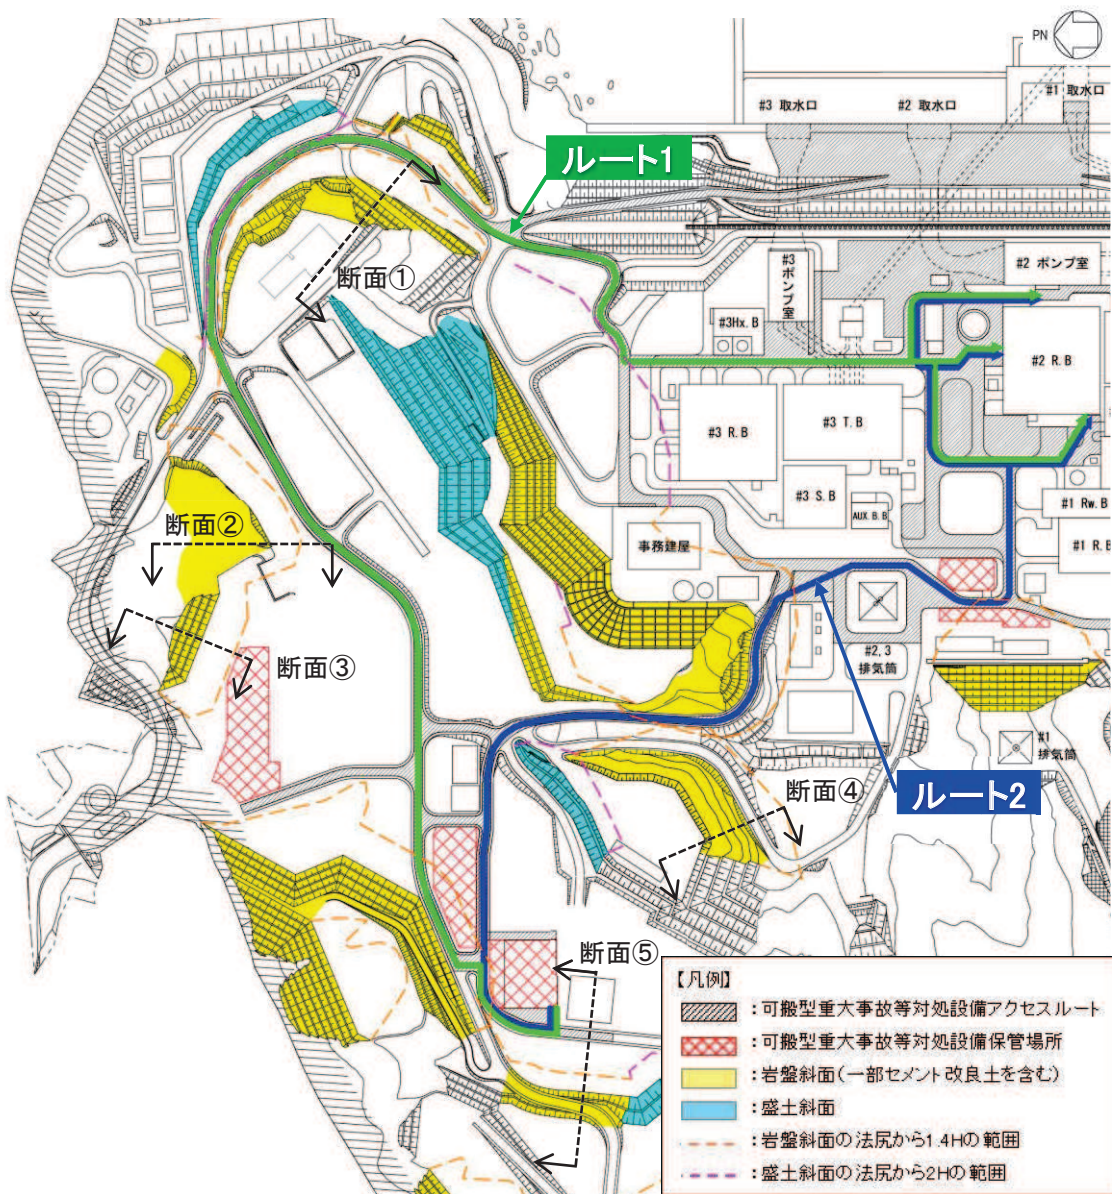 PN
#1 取水口
#3 取水口
#2 取水口
ルート1
断面①
#3
ポンプ室
#2 ポンプ室
#3Hx.B
#2 R.B
#3 R.B
#3 T.B
#3 S.B
AUX.B.B
#1 Rw.B
#1 R.B
事務建屋
断面②
断面③
#2,3
排気筒
#1
排気筒
ルート2
断面④
断面⑤
【凡例】
：可搬型重大事故等対処設備アクセスルート
：可搬型重大事故等対処設備保管場所
：岩盤斜面(一部セメント改良土を含む)
：盛土斜面
：岩盤斜面の法尻から1.4Hの範囲
：盛土斜面の法尻から2Hの範囲